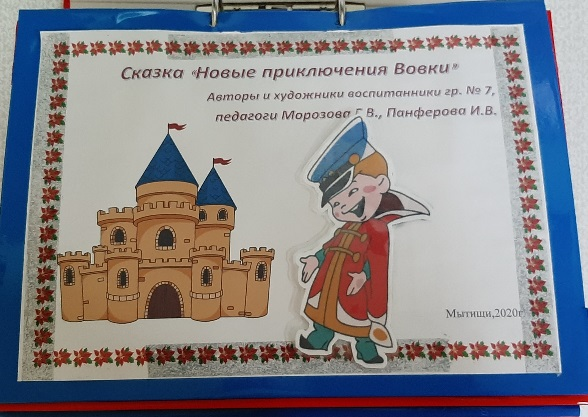 Сказка «Новые приключения Вовки»
Авторы и художники воспитанники гр. № 7,
педагоги Морозова Г.В., Панферова И.В.
Мытищи,2020г